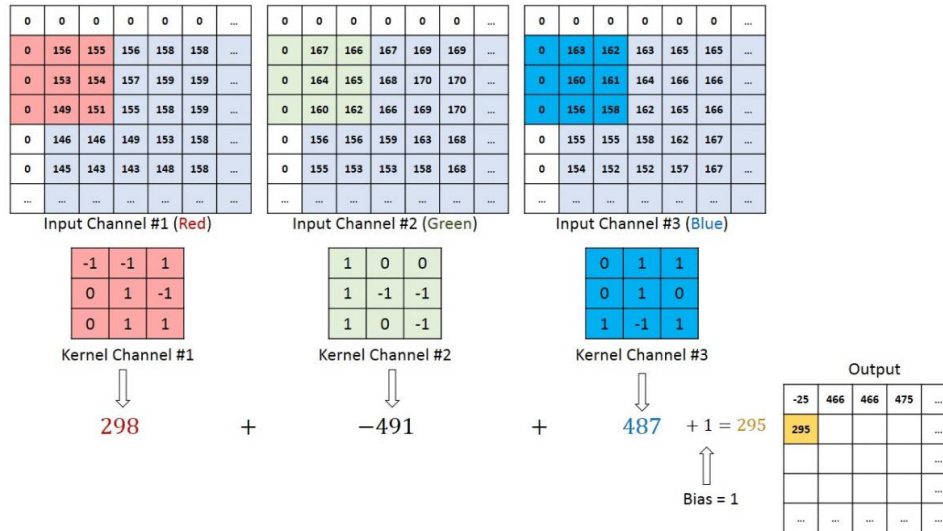 0 0 0 0 0 0 ...
0 156 155 156 158 158 ...
0 153 154 157 159 159 ...
0 149 151 155 158 159 ...
0 146 146 149 153 158 ...
0 145 143 143 148 158 ...
... ... ... ... ... ... ...
Input Channel #1 (Red)
0 0 0 0 0 0 ...
0 167 166 167 169 169 ...
0 164 165 168 170 170 ...
0 160 162 166 169 170 ...
0 156 156 159 163 168 ...
0 155 153 153 158 168 ...
... ... ... ... ... ... ...
Input Channel #2 (Green)
0 0 0 0 0 0 ...
0 163 162 163 165 165 ...
0 160 161 164 166 166 ...
0 156 158 162 165 166 ...
0 155 155 158 162 167 ...
0 154 152 152 157 167 ...
... ... ... ... ... ... ...
Input Channel #3 (Blue)
-1 -1 1
0 1 -1
0 1 1
Kernel Channel #1
1 0 0
1 -1 -1
1 0 -1
Kernel Channel #2
0 1 1
0 1 0
1 -1 1
Kernel Channel #3
298 + −491 + 487 + 1 = 295
Bias = 1
Output
-25 466 466 475 ...
295 ...
...
...
... ... ... ... ...